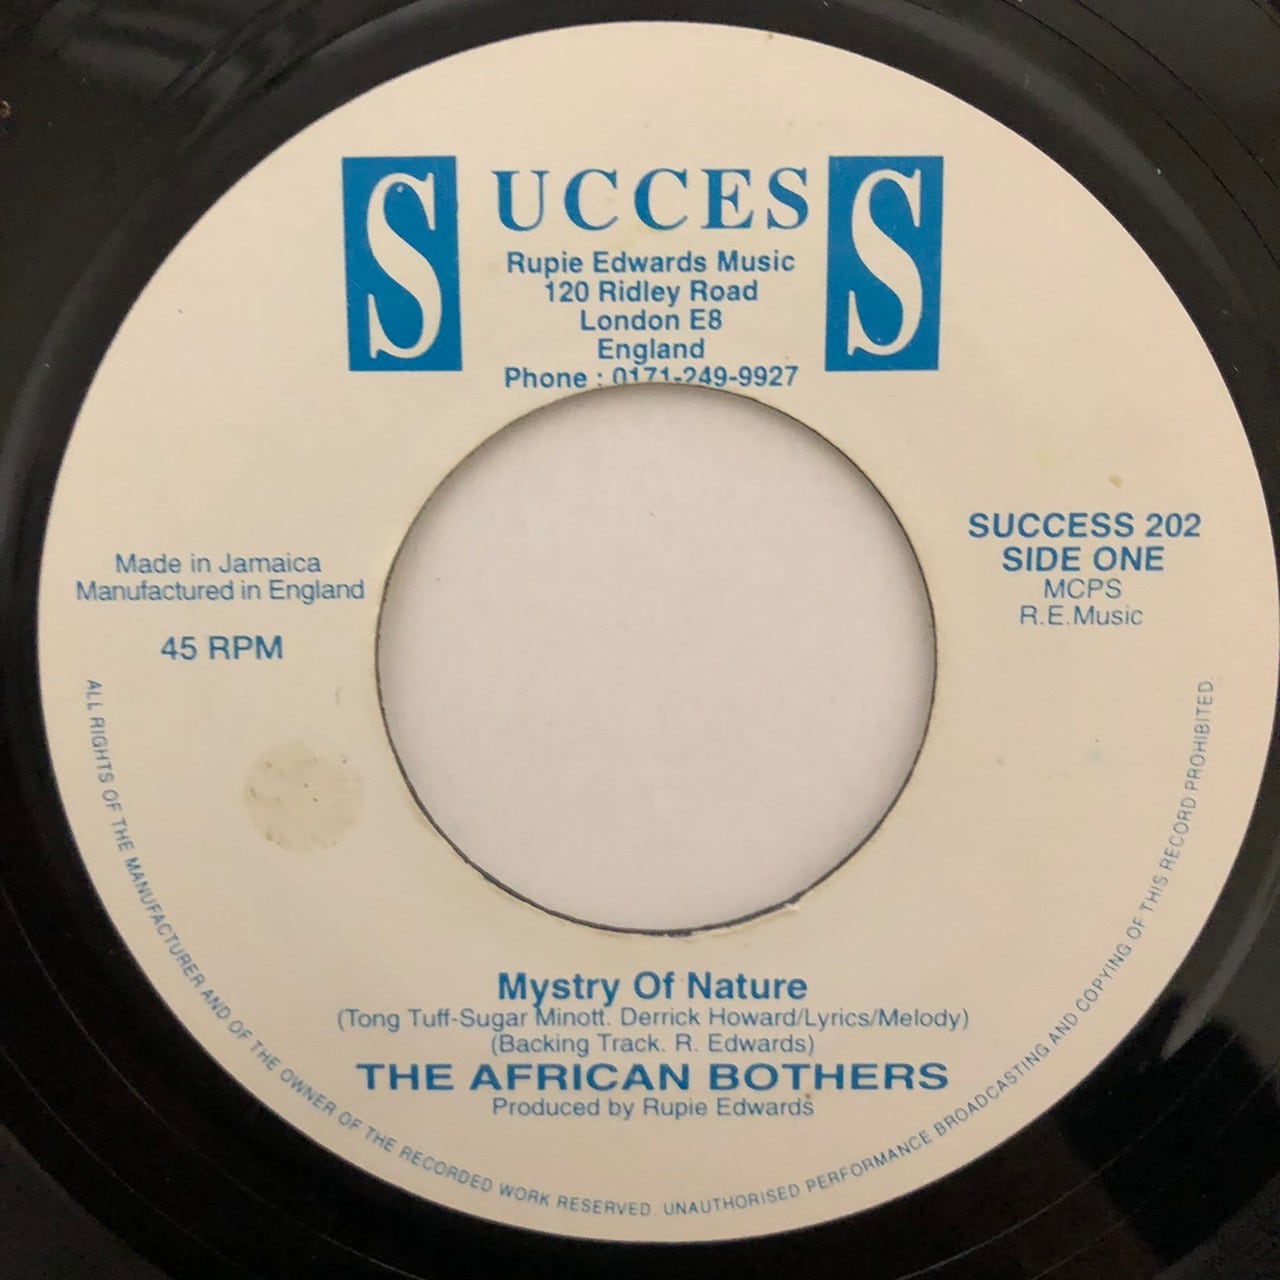 SUCCESS
Rupie Edwards Music
120 Ridley Road
London E8
England
Phone : 0171-249-9927
Made in Jamaica
Manufactured in England
45 RPM
SUCCESS 202
SIDE ONE
MCPS
R.E.Music
Mystry Of Nature
(Tong Tuff-Sugar Minott. Derrick Howard/Lyrics/Melody)
(Backing Track. R. Edwards)
THE AFRICAN BOTHERS
Produced by Rupie Edwards
ALL RIGHTS OF THE MANUFACTURER AND OF THE OWNER OF THE RECORDED WORK RESERVED. UNAUTHORISED PERFORMANCE BROADCASTING AND COPYING OF THIS RECORD PROHIBITED.